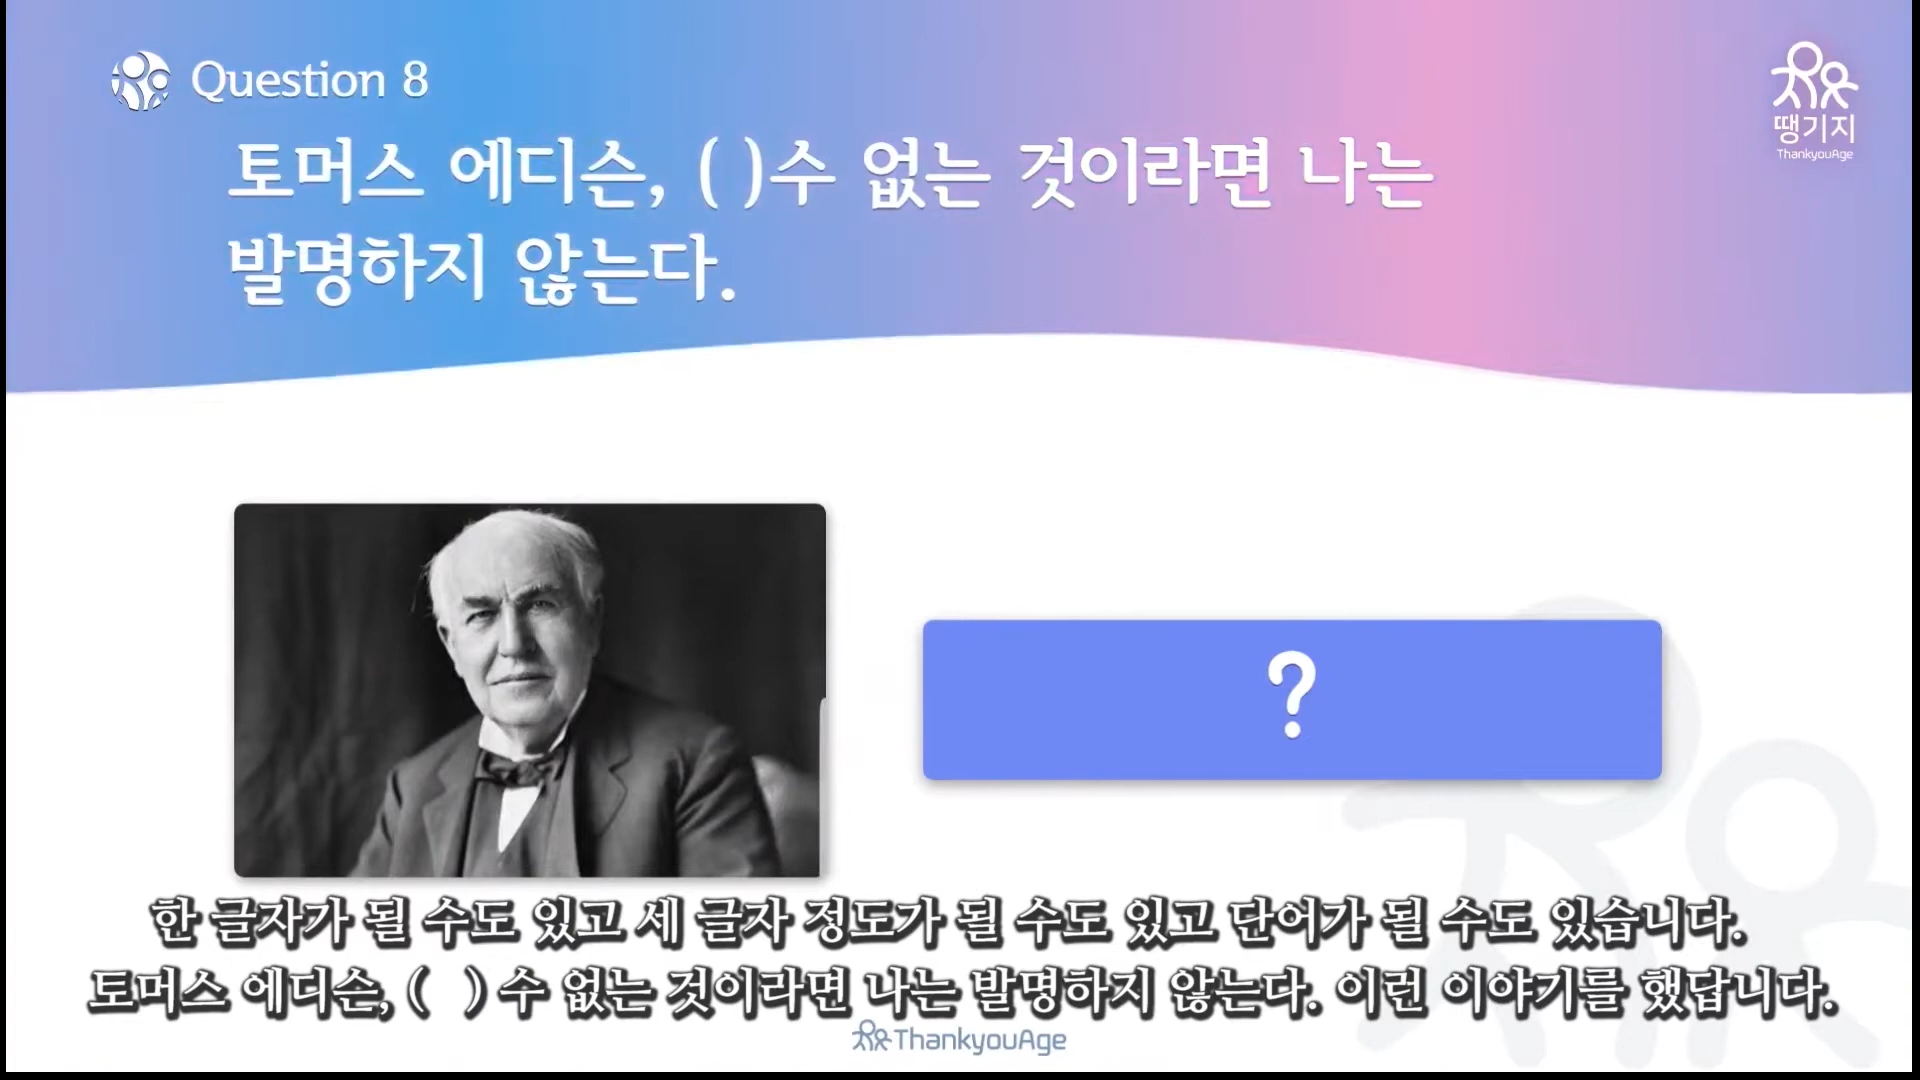 Question 8
땡기지
ThankyouAge
토머스 에디슨, ( )수 없는 것이라면 나는
발명하지 않는다.
?
한 글자가 될 수도 있고 세 글자 정도가 될 수도 있고 단어가 될 수도 있습니다.
토머스 에디슨, ( ) 수 없는 것이라면 나는 발명하지 않는다. 이런 이야기를 했답니다.
ThankyouAge